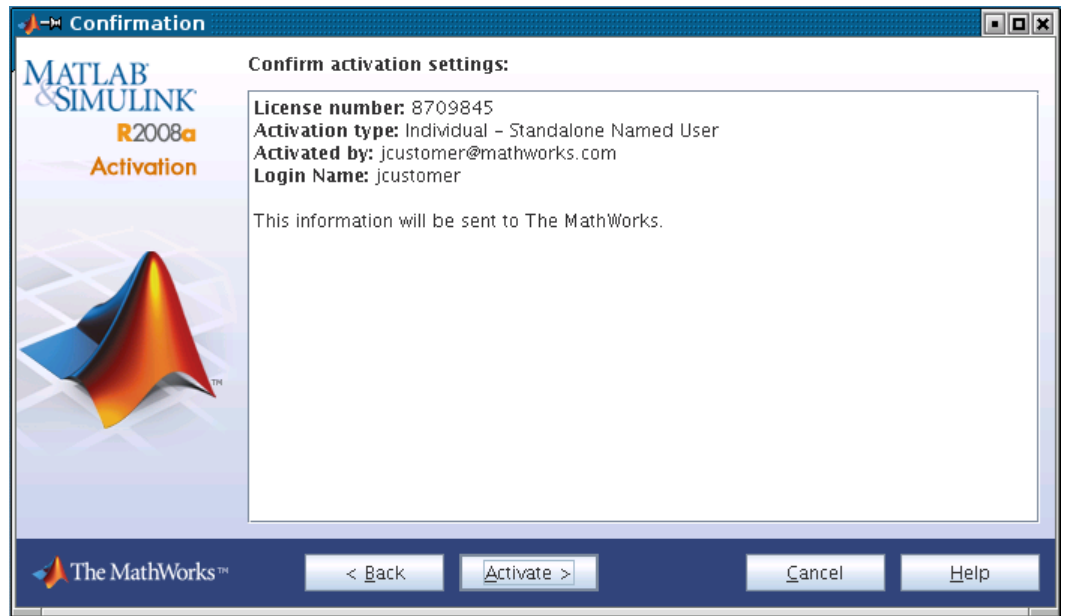 Confirmation
MATLAB
&SIMULINK
R2008a
Activation
Confirm activation settings:
License number: 8709845
Activation type: Individual – Standalone Named User
Activated by: jcustomer@mathworks.com
Login Name: jcustomer
This information will be sent to The MathWorks.
TM
The MathWorks™
< Back
Activate >
Cancel
Help